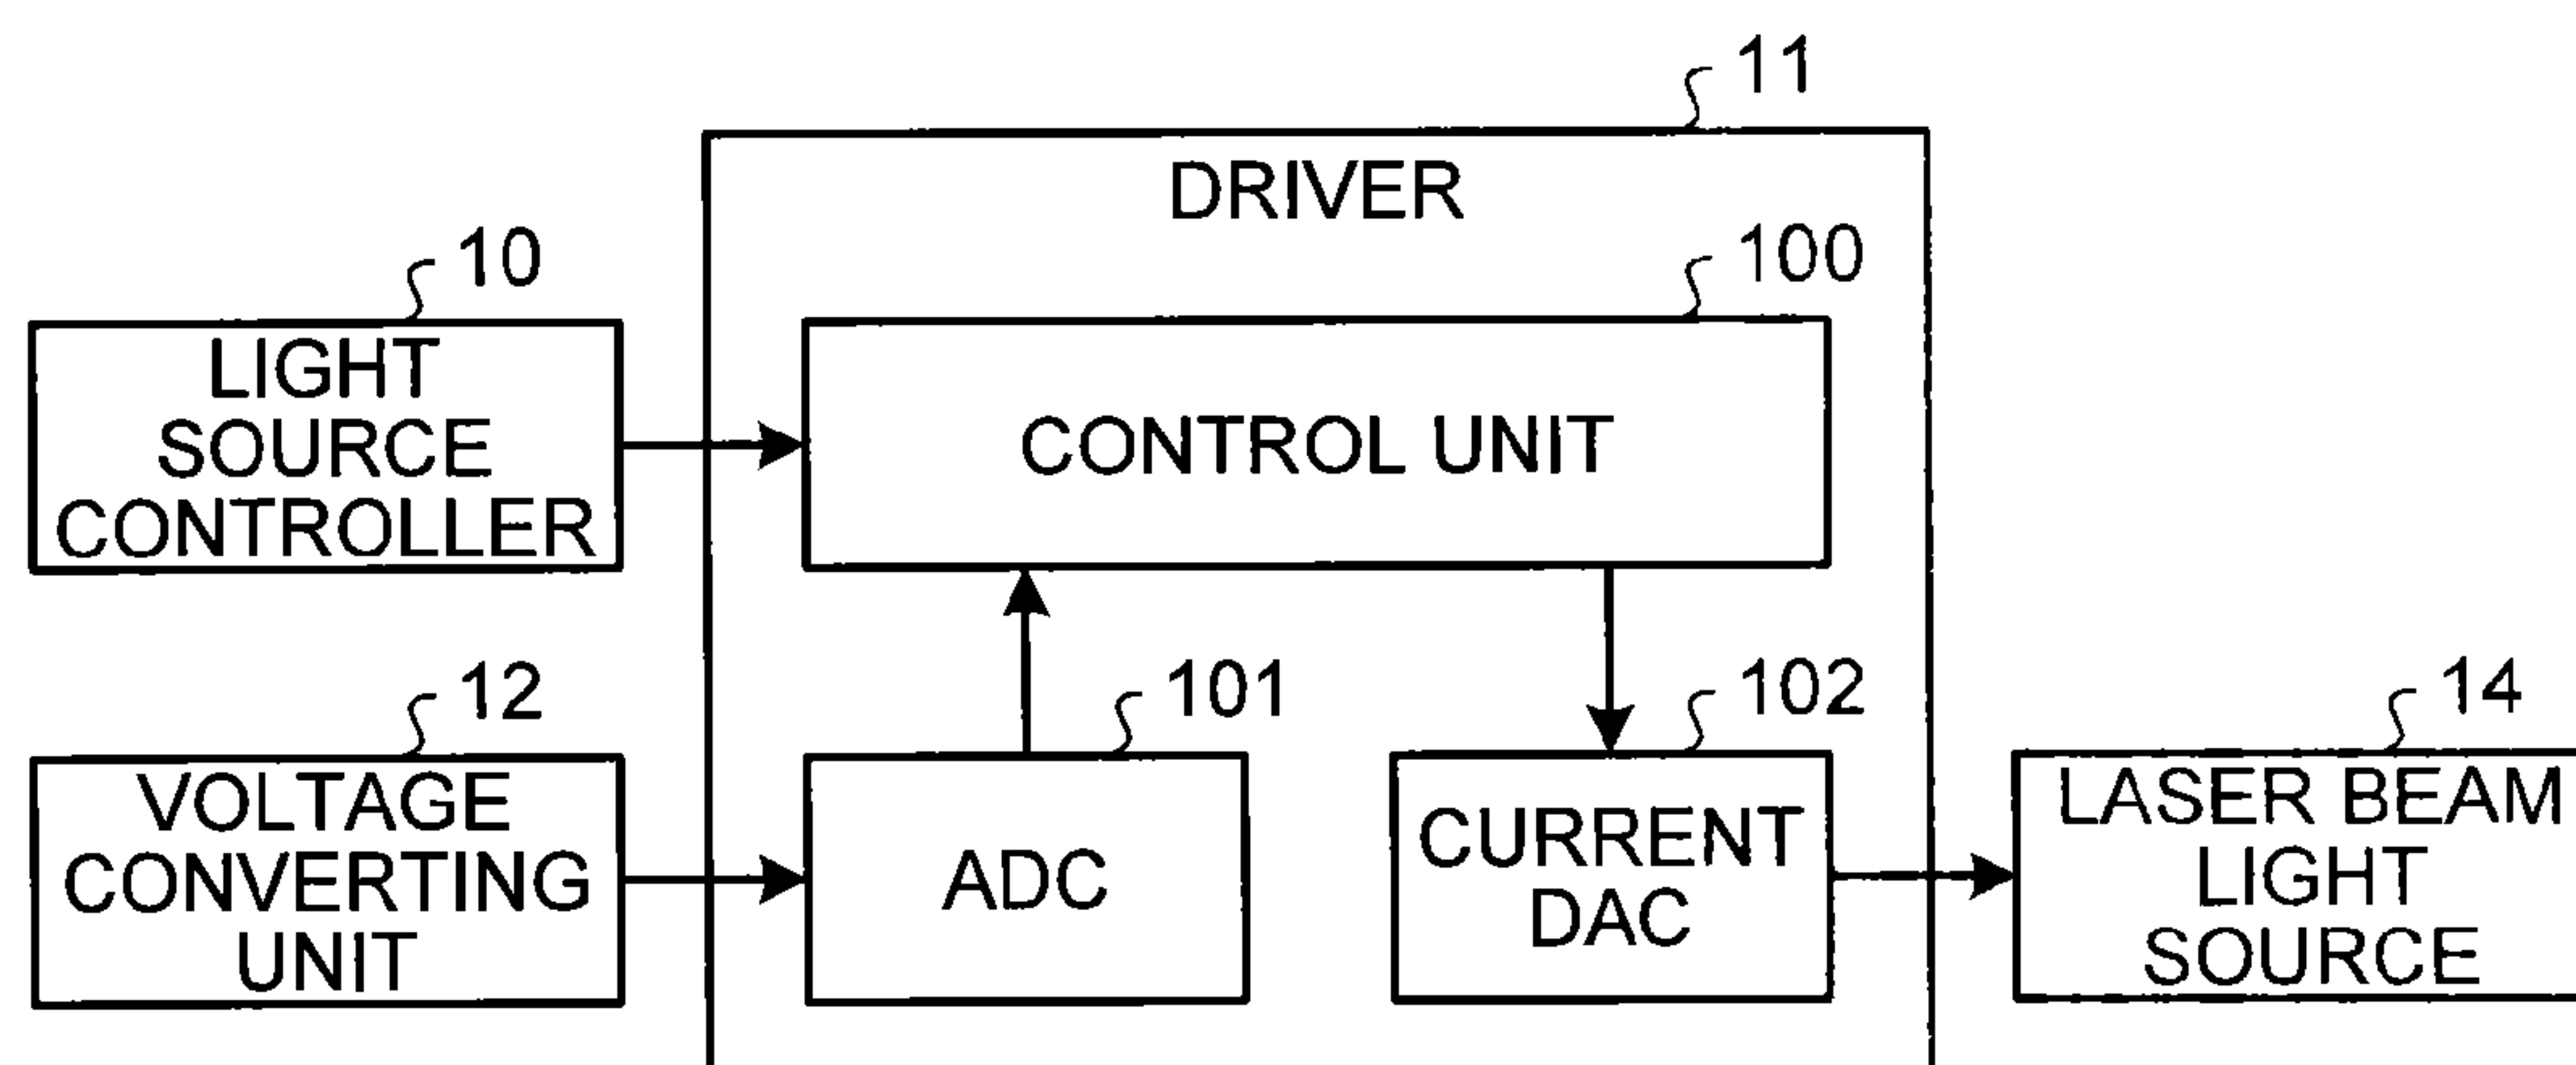 11
DRIVER
10
100
LIGHT
SOURCE
CONTROLLER
CONTROL UNIT
12
101
102
14
VOLTAGE
CONVERTING
UNIT
ADC
CURRENT
DAC
LASER BEAM
LIGHT
SOURCE